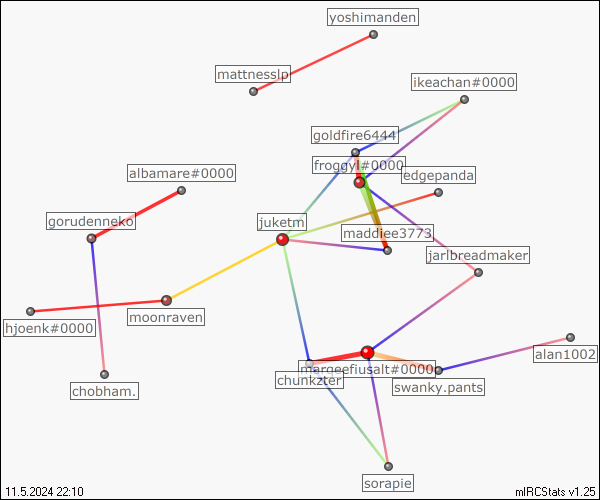 yoshimanden
mattnesslp
ikeachan#0000
goldfire6444
froggyl#0000
albamare#0000
edgepanda
gorudenneko
juketm
maddiee3773
jarlbreadmaker
moonraven
hjoenk#0000
alan1002
margeefiusalt#0000
chunkzter
swanky.pants
chobham.
sorapie
11.5.2024 22:10
mIRCStats v1.25